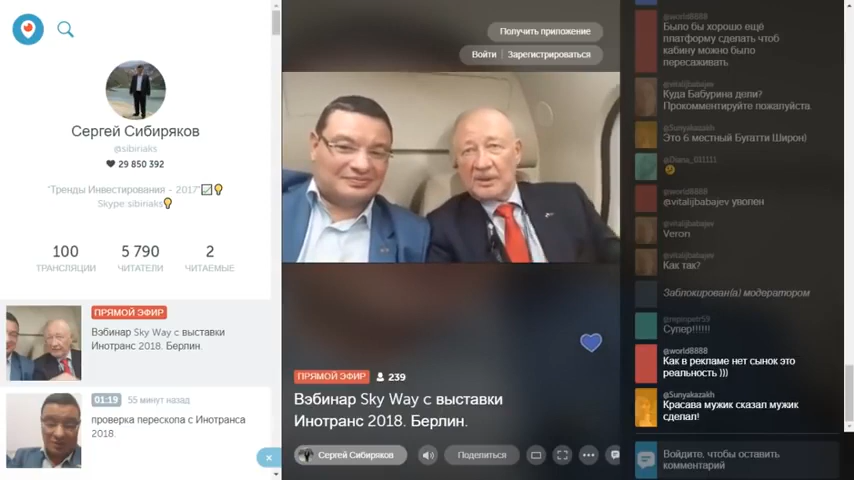 Сергей Сибиряков
@sibiriaks
29 850 392
"Тренды Инвестирования - 2017"
Skype sibiriaks
100
5 790
2
ТРАНСЛЯЦИИ
ЧИТАТЕЛИ
ЧИТАЕМЫЕ
ПРЯМОЙ ЭФИР
Вэбинар Sky Way с выставки
Инотранс 2018. Берлин.
01:19
55 минут назад
проверка перескопа с Инотранса
2018.
Получить приложение
Войти
Зарегистрироваться
ПРЯМОЙ ЭФИР
239
Вэбинар Sky Way с выставки
Инотранс 2018. Берлин.
Сергей Сибиряков
Поделиться
@world8888
Было бы хорошо ещё
платформу сделать чтоб
кабину можно было
пересаживать
@vitalijbabajev
Куда Бабурина дели?
Прокомментируйте пожалуйста.
@Sunyakazakh
Это 6 местный Бугатти Широн)
@Diana_011111
@world8888
@vitalijbabajev уволен
@vitalijbabajev
Veron
@vitalijbabajev
Как так?
Заблокирован(а) модератором
@repinpetr59
Супер!!!!!!
@world8888
Как в рекламе нет сынок это
реальность )))
@Sunyakazakh
Красава мужик сказал мужик
сделал!
Войдите, чтобы оставить
комментарий